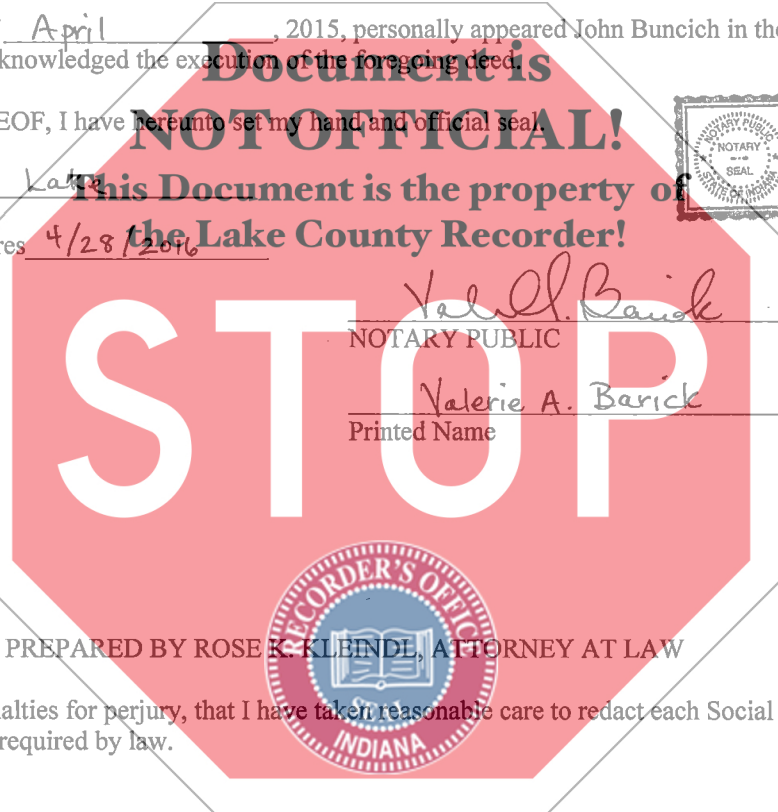 April , 2015, personally appeared John Buncich in the
knowledged the execution of the foregoing deed.
Document is
EOF, I have hereunto set my hand and official seal.
NOT OFFICIAL!
NOTARY PUBLIC
NOTARY
SEAL
STATE OF INDIANA
Lake
This Document is the property of
res 4/28/2016
the Lake County Recorder!
NOTARY PUBLIC
Valerie A. Barick
Printed Name
STOP
RECORDER'S OFFICE
PREPARED BY ROSE K. KLEINDL, ATTORNEY AT LAW
SEAL
alties for perjury, that I have taken reasonable care to redact each Social
required by law.
INDIANA